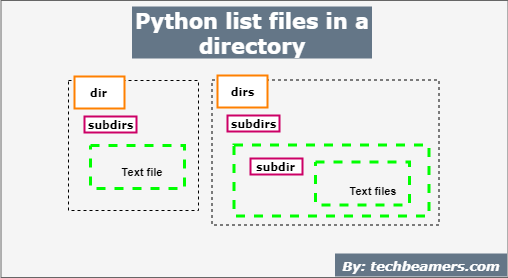 Python list files in a
directory
dir
subdirs
Text file
dirs
subdirs
subdir
Text files
By: techbeamers.com